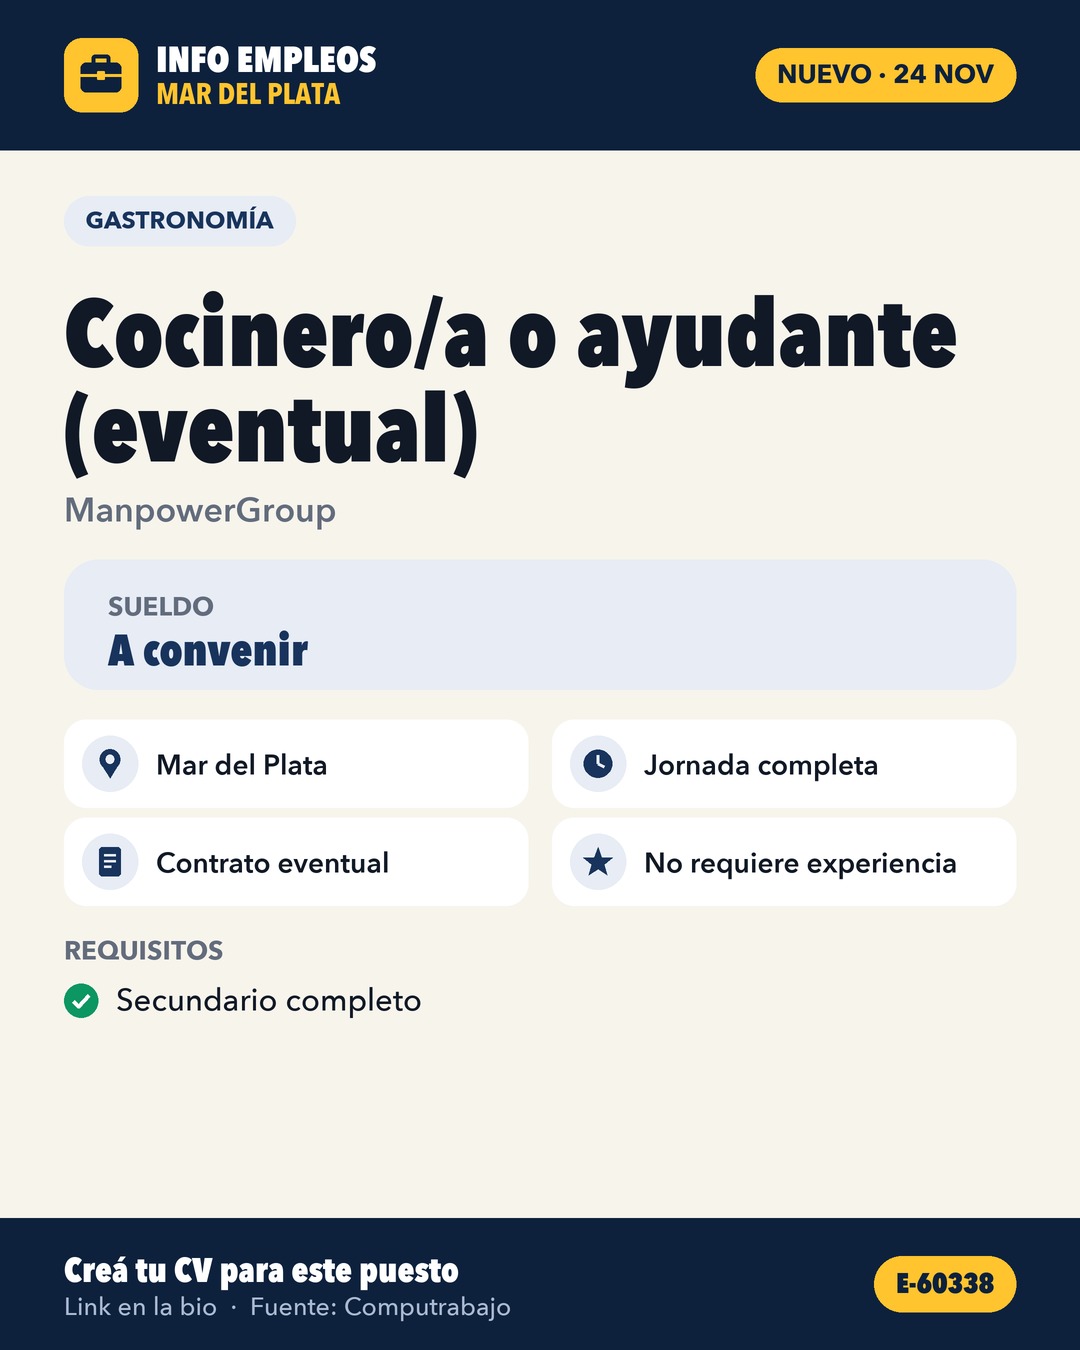 INFO EMPLEOS
MAR DEL PLATA
NUEVO · 24 NOV
GASTRONOMÍA
Cocinero/a o ayudante
(eventual)
ManpowerGroup
SUELDO
A convenir
Mar del Plata
Jornada completa
Contrato eventual
No requiere experiencia
REQUISITOS
Secundario completo
Creá tu CV para este puesto
Link en la bio · Fuente: Computrabajo
E-60338